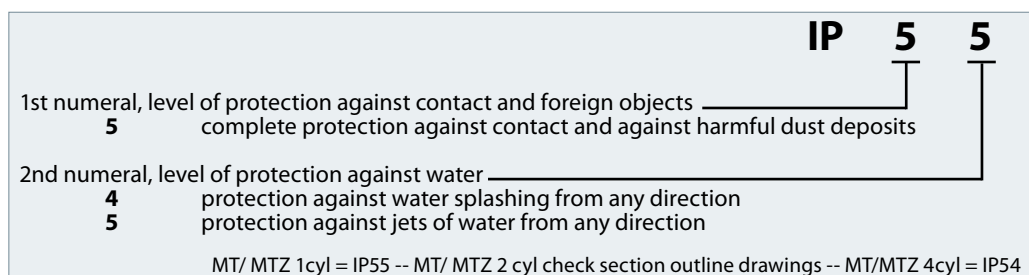 IP 5 5
1st numeral, level of protection against contact and foreign objects
5 complete protection against contact and against harmful dust deposits
2nd numeral, level of protection against water
4 protection against water splashing from any direction
5 protection against jets of water from any direction
MT/ MTZ 1cyl = IP55 -- MT/ MTZ 2 cyl check section outline drawings -- MT/MTZ 4cyl = IP54